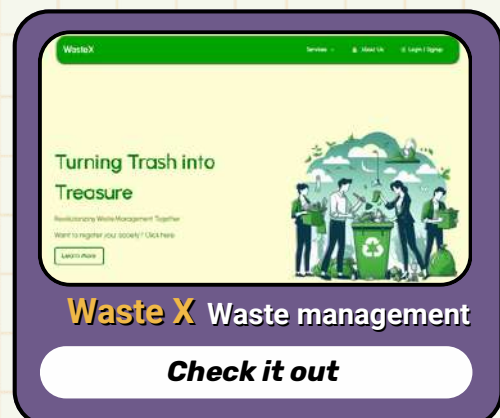 WasteX
Services About Us Login / Signup
Turning Trash into
Treasure
Revolutionizing Waste Management Together
Want to register your society? Click here
Learn More
Waste X Waste management
Check it out